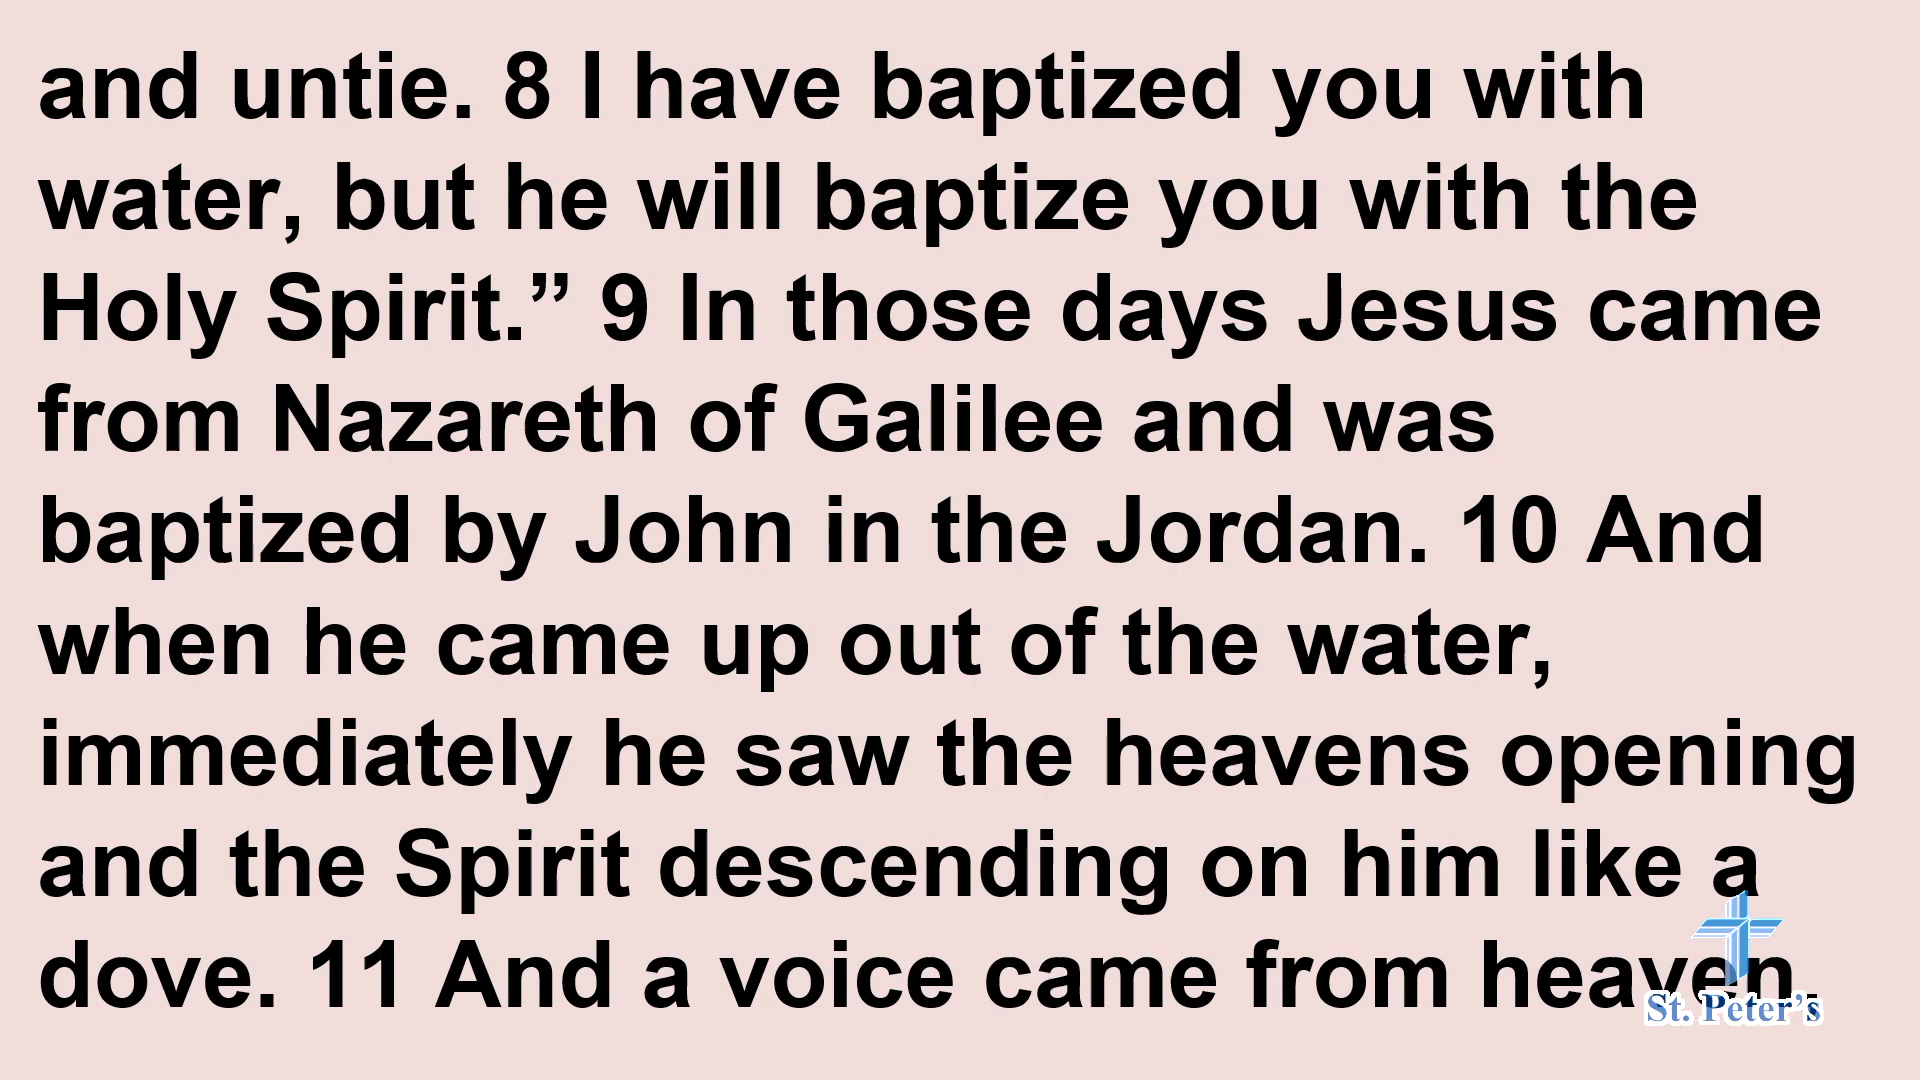 and untie. 8 I have baptized you with
water, but he will baptize you with the
Holy Spirit.” 9 In those days Jesus came
from Nazareth of Galilee and was
baptized by John in the Jordan. 10 And
when he came up out of the water,
immediately he saw the heavens opening
and the Spirit descending on him like a
dove. 11 And a voice came from heaven,
St. Peter’s